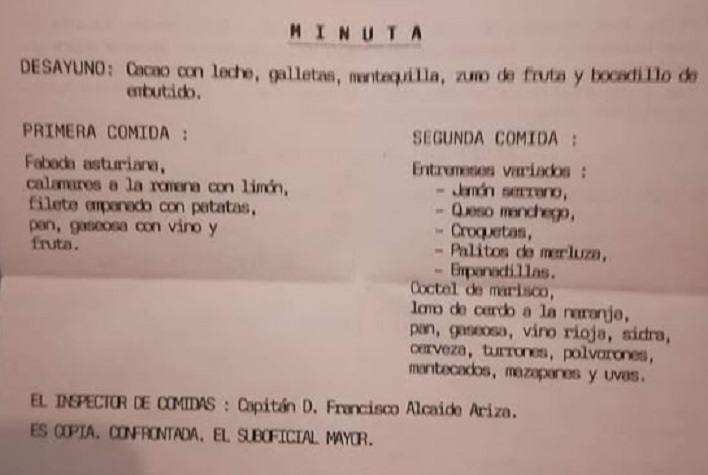 M I N U T A
DESAYUNO: Cacao con leche, galletas, mantequilla, zumo de fruta y bocadillo de
embutido.
PRIMERA COMIDA :
Fabada asturiana,
calamares a la romana con limón,
filete empanado con patatas,
pan, gaseosa con vino y
fruta.
SEGUNDA COMIDA :
Entremeses variados :
- Jamón serrano,
- Queso manchego,
- Croquetas,
- Palitos de merluza,
- Empanadillas.
Coctel de marisco,
lomo de cerdo a la naranja,
pan, gaseosa, vino rioja, sidra,
cerveza, turrones, polvorones,
mantecados, mazapanes y uvas.
EL INSPECTOR DE COMIDAS : Capitán D. Francisco Alcaide Ariza.
ES COPIA. CONFRONTADA. EL SUBOFICIAL MAYOR.